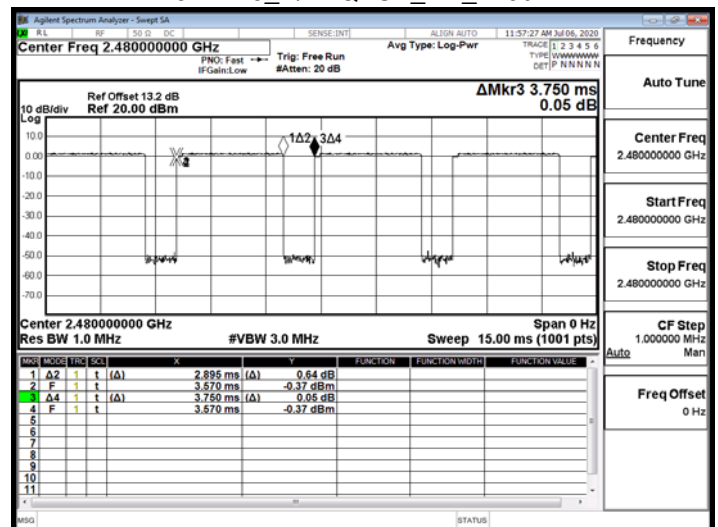 Agilent Spectrum Analyzer - Swept SA
RL RF 50 Ω DC SENSE:INT ALIGN AUTO 11:57:27 AM Jul 06, 2020
Center Freq 2.480000000 GHz
PNO: Fast
IFGain:Low
Trig: Free Run
#Atten: 20 dB
Avg Type: Log-Pwr
TRACE 1 2 3 4 5 6
TYPE WWWWWW
DET P N N N N N
Frequency
ΔMkr3 3.750 ms
0.05 dB
Ref Offset 13.2 dB
10 dB/div Ref 20.00 dBm
Log
10.0
0.00
-10.0
-20.0
-30.0
-40.0
-50.0
-60.0
-70.0
1Δ2 3Δ4
Center 2.480000000 GHz Span 0 Hz
Res BW 1.0 MHz #VBW 3.0 MHz Sweep 15.00 ms (1001 pts)
MKR MODE TRC SCL X Y FUNCTION FUNCTION WIDTH FUNCTION VALUE
1 Δ2 1 t (Δ) 2.895 ms (Δ) 0.64 dB
2 F 1 t 3.570 ms -0.37 dBm
3 Δ4 1 t (Δ) 3.750 ms (Δ) 0.05 dB
4 F 1 t 3.570 ms -0.37 dBm
5
6
7
8
9
10
11
MSG STATUS
Auto Tune
Center Freq
2.480000000 GHz
Start Freq
2.480000000 GHz
Stop Freq
2.480000000 GHz
CF Step
1.000000 MHz
Auto Man
Freq Offset
0 Hz